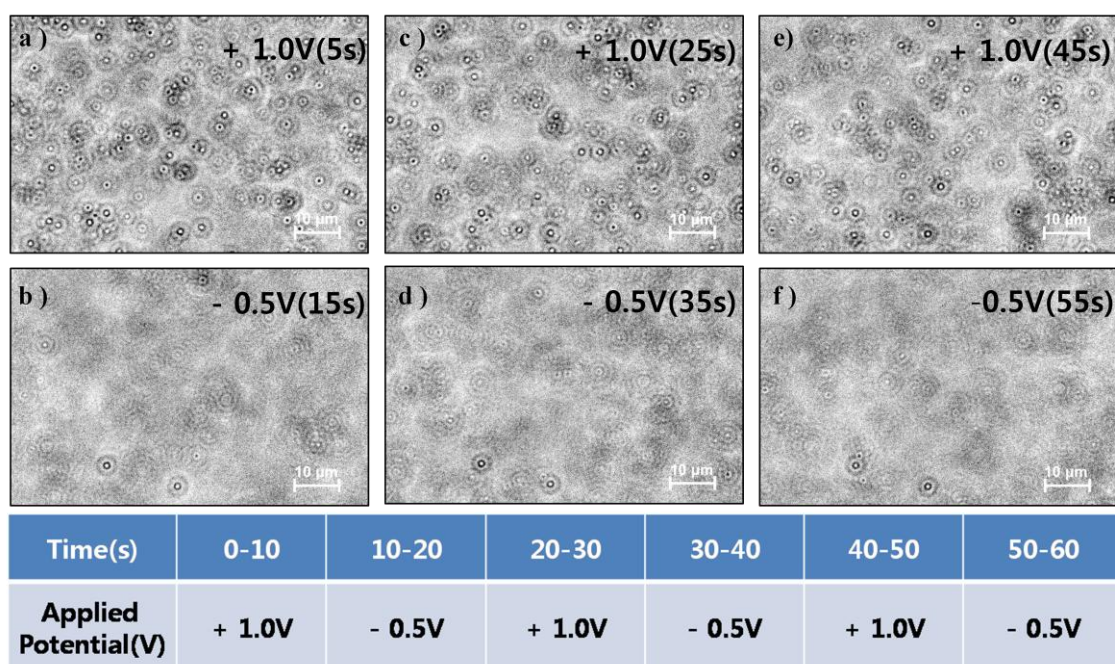 a )
+ 1.0V(5s)
10 µm
c )
+ 1.0V(25s)
10 µm
e)
+ 1.0V(45s)
10 µm
b )
- 0.5V(15s)
10 µm
d )
- 0.5V(35s)
10 µm
f )
-0.5V(55s)
10 µm
Time(s) 0-10 10-20 20-30 30-40 40-50 50-60
Applied
Potential(V) + 1.0V - 0.5V + 1.0V - 0.5V + 1.0V - 0.5V